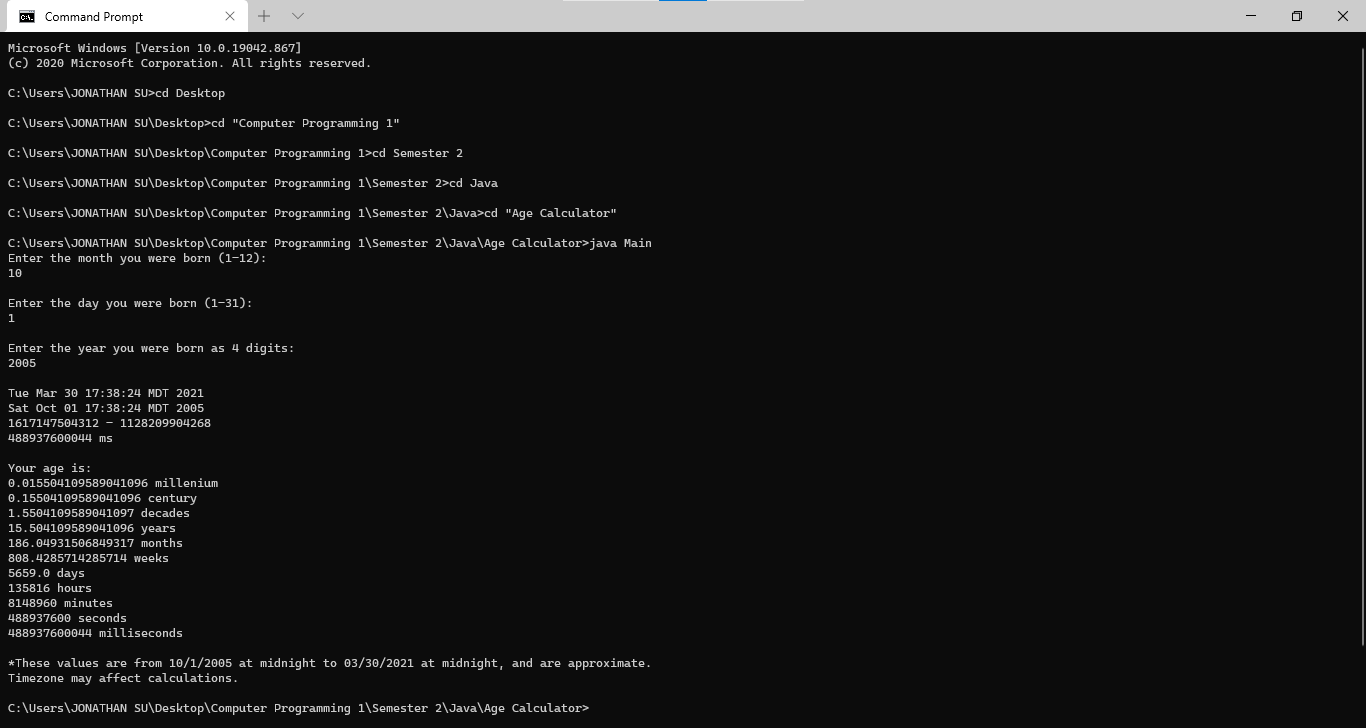 Command Prompt
Microsoft Windows [Version 10.0.19042.867]
(c) 2020 Microsoft Corporation. All rights reserved.
C:\Users\JONATHAN SU>cd Desktop
C:\Users\JONATHAN SU\Desktop>cd "Computer Programming 1"
C:\Users\JONATHAN SU\Desktop\Computer Programming 1>cd Semester 2
C:\Users\JONATHAN SU\Desktop\Computer Programming 1\Semester 2>cd Java
C:\Users\JONATHAN SU\Desktop\Computer Programming 1\Semester 2\Java>cd "Age Calculator"
C:\Users\JONATHAN SU\Desktop\Computer Programming 1\Semester 2\Java\Age Calculator>java Main
Enter the month you were born (1-12):
10
Enter the day you were born (1-31):
1
Enter the year you were born as 4 digits:
2005
Tue Mar 30 17:38:24 MDT 2021
Sat Oct 01 17:38:24 MDT 2005
1617147504312 - 1128209904268
488937600044 ms
Your age is:
0.015504109589041096 millenium
0.15504109589041096 century
1.5504109589041097 decades
15.504109589041096 years
186.04931506849317 months
808.4285714285714 weeks
5659.0 days
135816 hours
8148960 minutes
488937600 seconds
488937600044 milliseconds
*These values are from 10/1/2005 at midnight to 03/30/2021 at midnight, and are approximate.
Timezone may affect calculations.
C:\Users\JONATHAN SU\Desktop\Computer Programming 1\Semester 2\Java\Age Calculator>